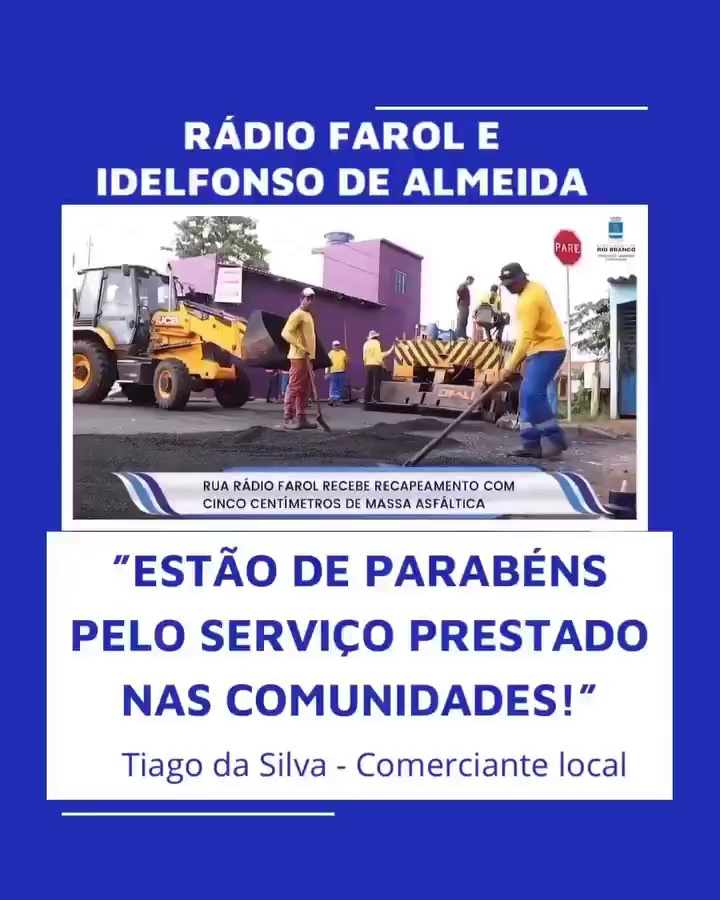 RÁDIO FAROL E
IDELFONSO DE ALMEIDA
PARE
RIO BRANCO
RUA RÁDIO FAROL RECEBE RECAPEAMENTO COM
CINCO CENTÍMETROS DE MASSA ASFÁLTICA
"ESTÃO DE PARABÉNS
PELO SERVIÇO PRESTADO
NAS COMUNIDADES!"
Tiago da Silva - Comerciante local